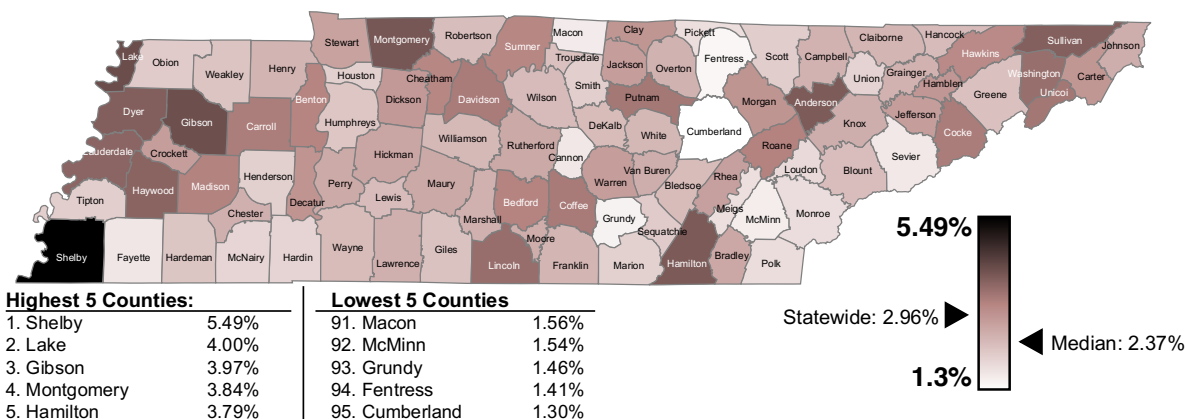 Lake
Obion
Weakley
Henry
Stewart
Montgomery
Robertson
Sumner
Macon
Trousdale
Clay
Pickett
Fentress
Scott
Campbell
Claiborne
Hancock
Hawkins
Sullivan
Johnson
Houston
Cheatham
Smith
Jackson
Overton
Union
Grainger
Hamblen
Washington
Carter
Unicoi
Greene
Dyer
Gibson
Carroll
Benton
Humphreys
Dickson
Davidson
Wilson
Putnam
Morgan
Anderson
Knox
Jefferson
Cocke
Lauderdale
Crockett
Haywood
Madison
Henderson
Decatur
Perry
Hickman
Williamson
Rutherford
Cannon
DeKalb
White
Cumberland
Roane
Loudon
Blount
Sevier
Tipton
Chester
Lewis
Maury
Marshall
Bedford
Coffee
Warren
Van Buren
Bledsoe
Rhea
Meigs
McMinn
Monroe
Shelby
Fayette
Hardeman
McNairy
Hardin
Wayne
Lawrence
Giles
Lincoln
Moore
Franklin
Grundy
Sequatchie
Marion
Hamilton
Bradley
Polk
5.49%
Statewide: 2.96%
Median: 2.37%
1.3%
Highest 5 Counties:
1. Shelby 5.49%
2. Lake 4.00%
3. Gibson 3.97%
4. Montgomery 3.84%
5. Hamilton 3.79%
Lowest 5 Counties
91. Macon 1.56%
92. McMinn 1.54%
93. Grundy 1.46%
94. Fentress 1.41%
95. Cumberland 1.30%